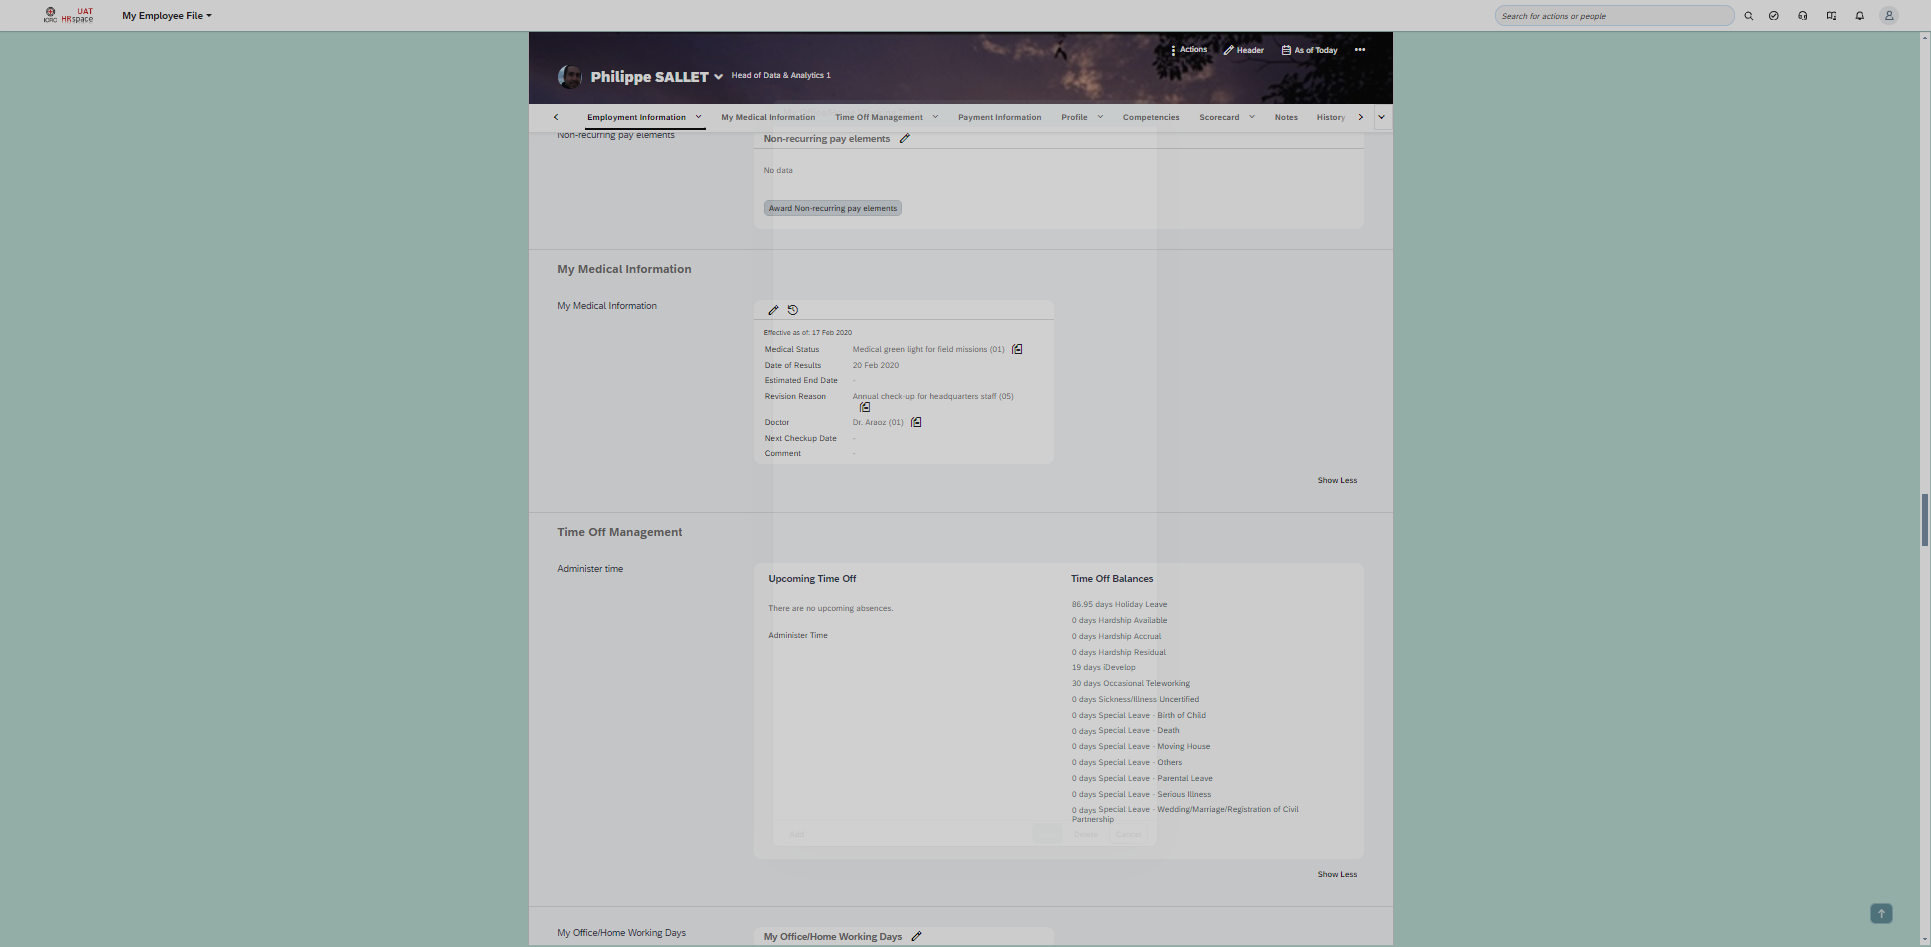 ICRC
UAT
HRspace
My Employee File
Search for actions or people
Actions
Header
As of Today
Philippe SALLET
Head of Data & Analytics 1
Employment Information
My Medical Information
Time Off Management
Payment Information
Profile
Competencies
Scorecard
Notes
History
Non-recurring pay elements
Non-recurring pay elements
No data
Award Non-recurring pay elements
My Medical Information
My Medical Information
Effective as of: 17 Feb 2020
Medical Status Medical green light for field missions (01)
Date of Results 20 Feb 2020
Estimated End Date -
Revision Reason Annual check-up for headquarters staff (05)
Doctor Dr. Araoz (01)
Next Checkup Date -
Comment -
Show Less
Time Off Management
Administer time
Upcoming Time Off
There are no upcoming absences.
Administer Time
Time Off Balances
86.95 days Holiday Leave
0 days Hardship Available
0 days Hardship Accrual
0 days Hardship Residual
19 days iDevelop
30 days Occasional Teleworking
0 days Sickness/Illness Uncertified
0 days Special Leave - Birth of Child
0 days Special Leave - Death
0 days Special Leave - Moving House
0 days Special Leave - Others
0 days Special Leave - Parental Leave
0 days Special Leave - Serious Illness
0 days Special Leave - Wedding/Marriage/Registration of Civil
Partnership
Add
Delete
Cancel
Show Less
My Office/Home Working Days
My Office/Home Working Days